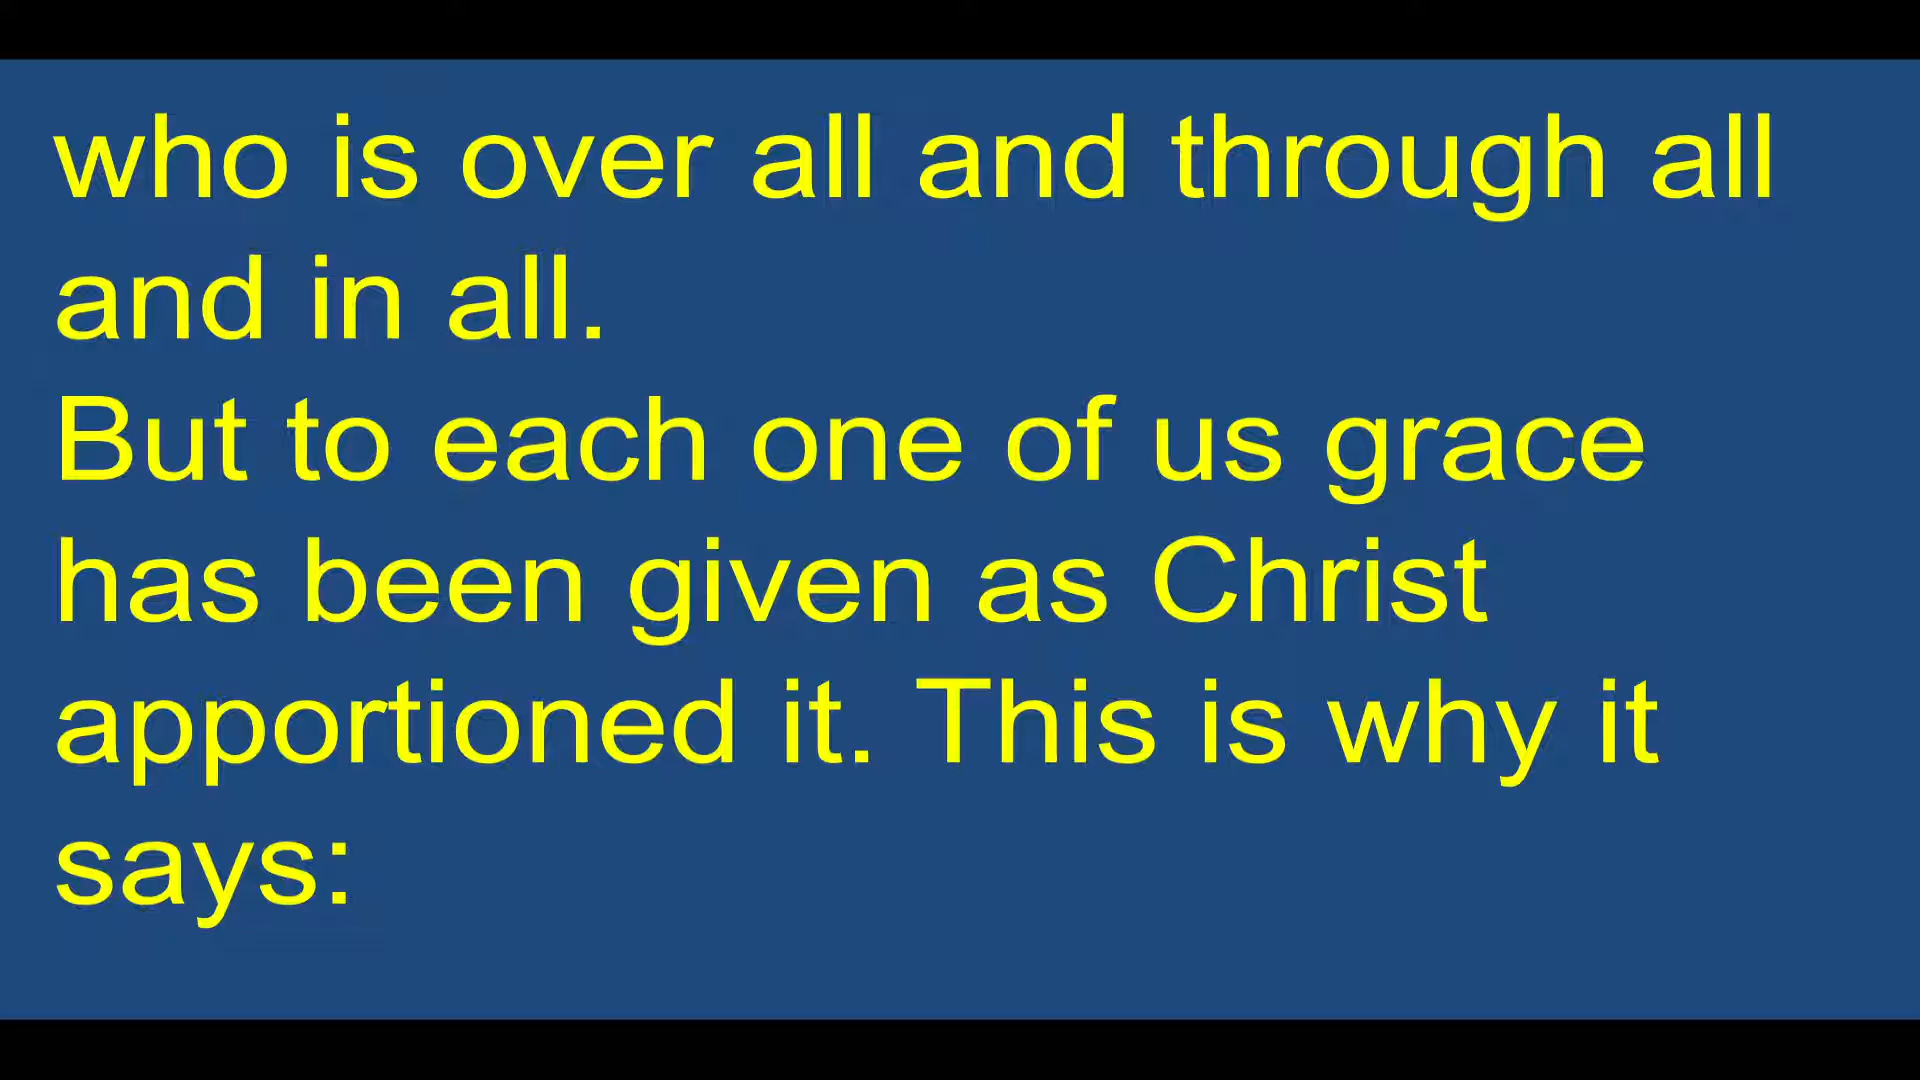 who is over all and through all
and in all.
But to each one of us grace
has been given as Christ
apportioned it. This is why it
says: